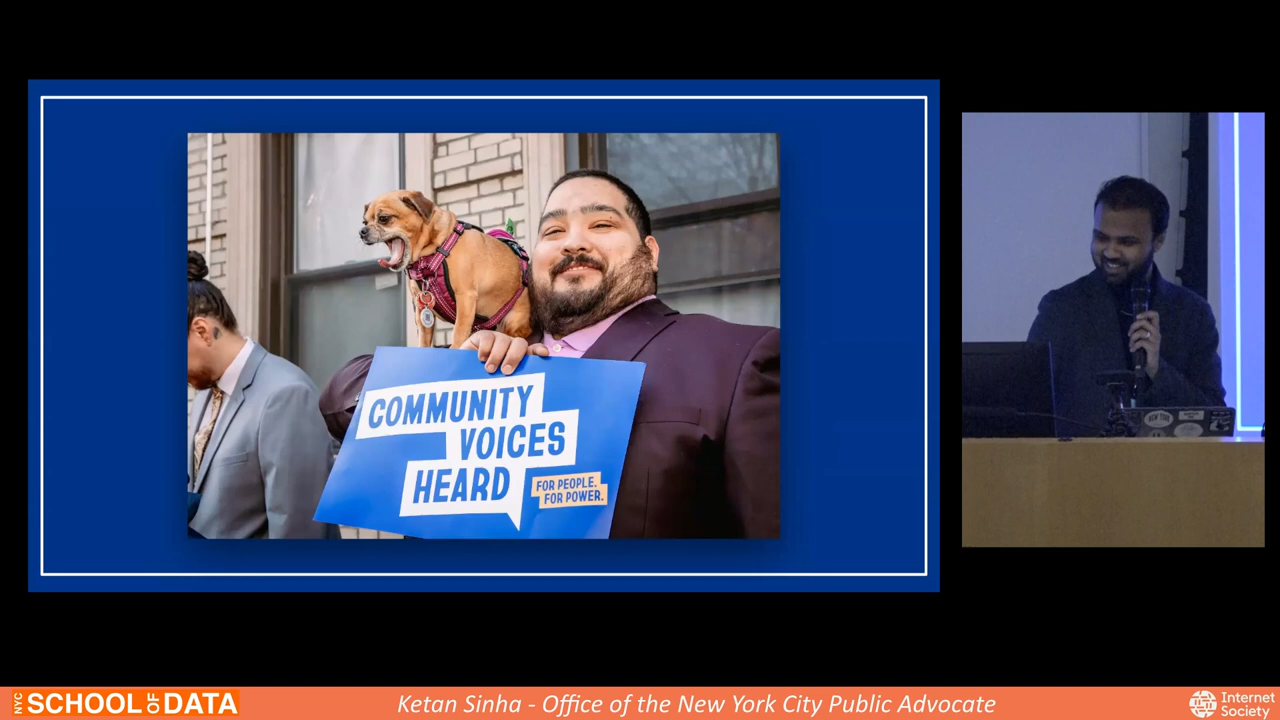 COMMUNITY
VOICES
HEARD
FOR PEOPLE.
FOR POWER.
NYC SCHOOL OF DATA
Ketan Sinha - Office of the New York City Public Advocate
Internet
Society